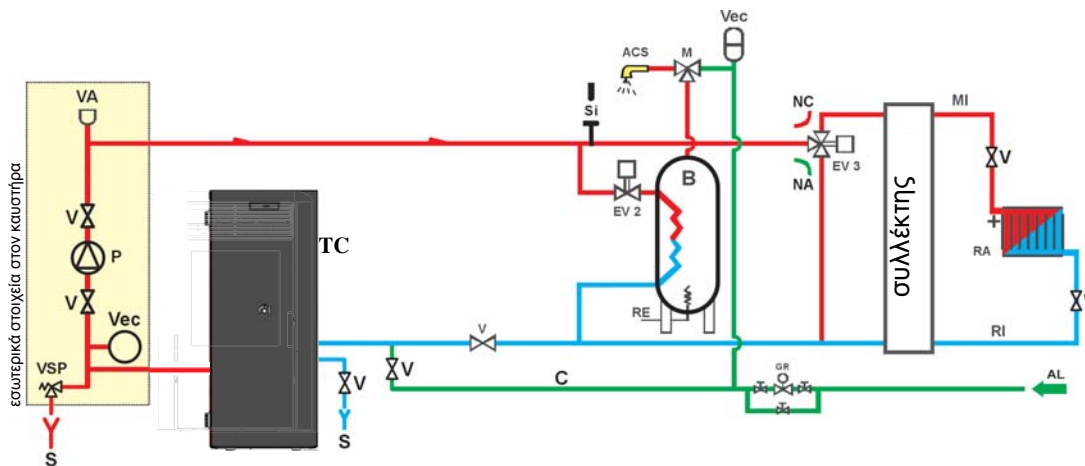 εσωτερικά στοιχεία στον καυστήρα
VA
V
P
V
Vec
VSP
S
TC
V
S
V
C
V
Si
EV 2
ACS
M
Vec
B
RE
GR
AL
NC
NA
EV 3
συλλέκτης
MI
V
RA
V
RI